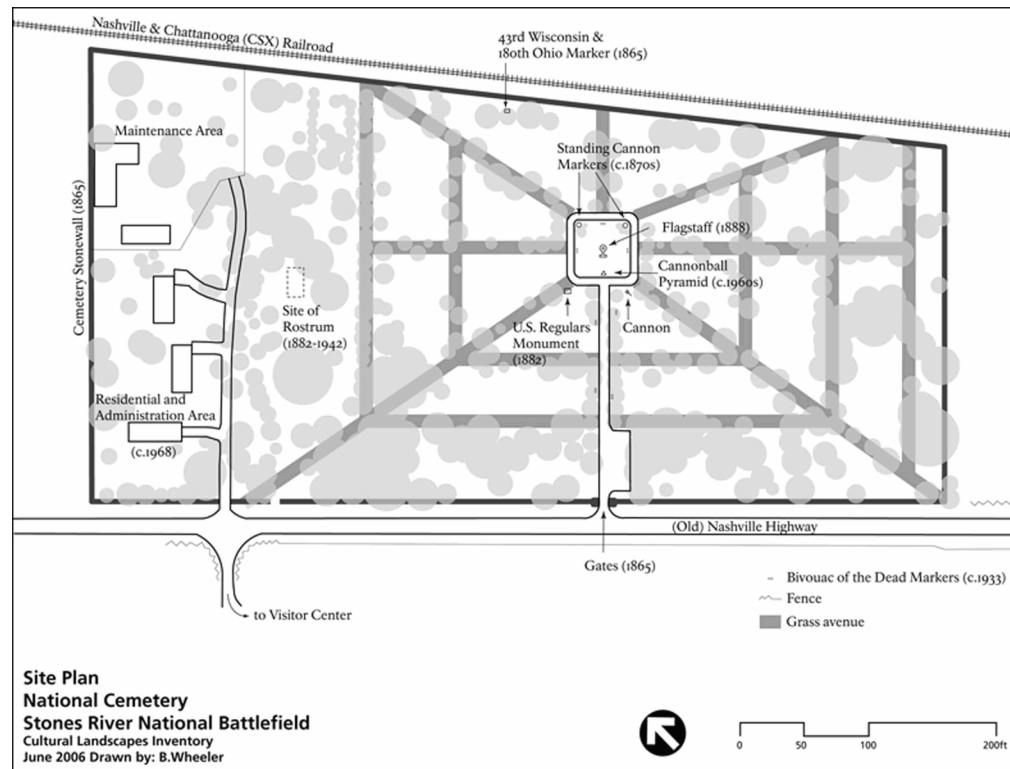 Nashville & Chattanooga (CSX) Railroad
43rd Wisconsin &
180th Ohio Marker (1865)
Maintenance Area
Standing Cannon
Markers (c.1870s)
Cemetery Stonewall (1865)
Flagstaff (1888)
Cannonball
Pyramid (c.1960s)
Site of
Rostrum
(1882-1942)
U.S. Regulars
Monument
(1882)
Cannon
Residential and
Administration Area
(c.1968)
(Old) Nashville Highway
Gates (1865)
Bivouac of the Dead Markers (c.1933)
Fence
Grass avenue
to Visitor Center
Site Plan
National Cemetery
Stones River National Battlefield
Cultural Landscapes Inventory
June 2006 Drawn by: B.Wheeler
0 50 100 200ft